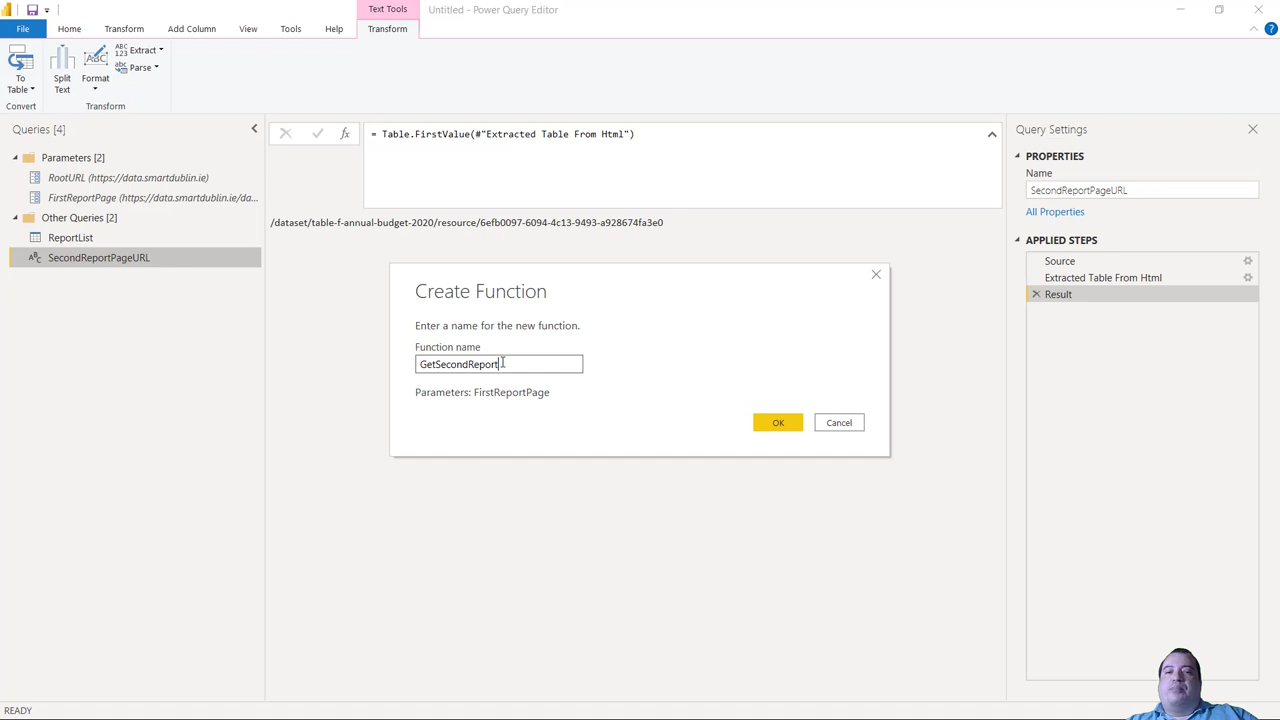 Text Tools
Untitled - Power Query Editor
File
Home
Transform
Add Column
View
Tools
Help
Transform
To
Table
Split
Text
Format
ABC
123
Extract
abc
Parse
Convert
Transform
Queries [4]
Parameters [2]
RootURL (https://data.smartdublin.ie)
FirstReportPage (https://data.smartdublin.ie/da...
Other Queries [2]
ReportList
SecondReportPageURL
fx
= Table.FirstValue(#"Extracted Table From Html")
/dataset/table-f-annual-budget-2020/resource/6efb0097-6094-4c13-9493-a928674fa3e0
Create Function
Enter a name for the new function.
Function name
GetSecondReport
Parameters: FirstReportPage
OK
Cancel
Query Settings
PROPERTIES
Name
SecondReportPageURL
All Properties
APPLIED STEPS
Source
Extracted Table From Html
Result
READY